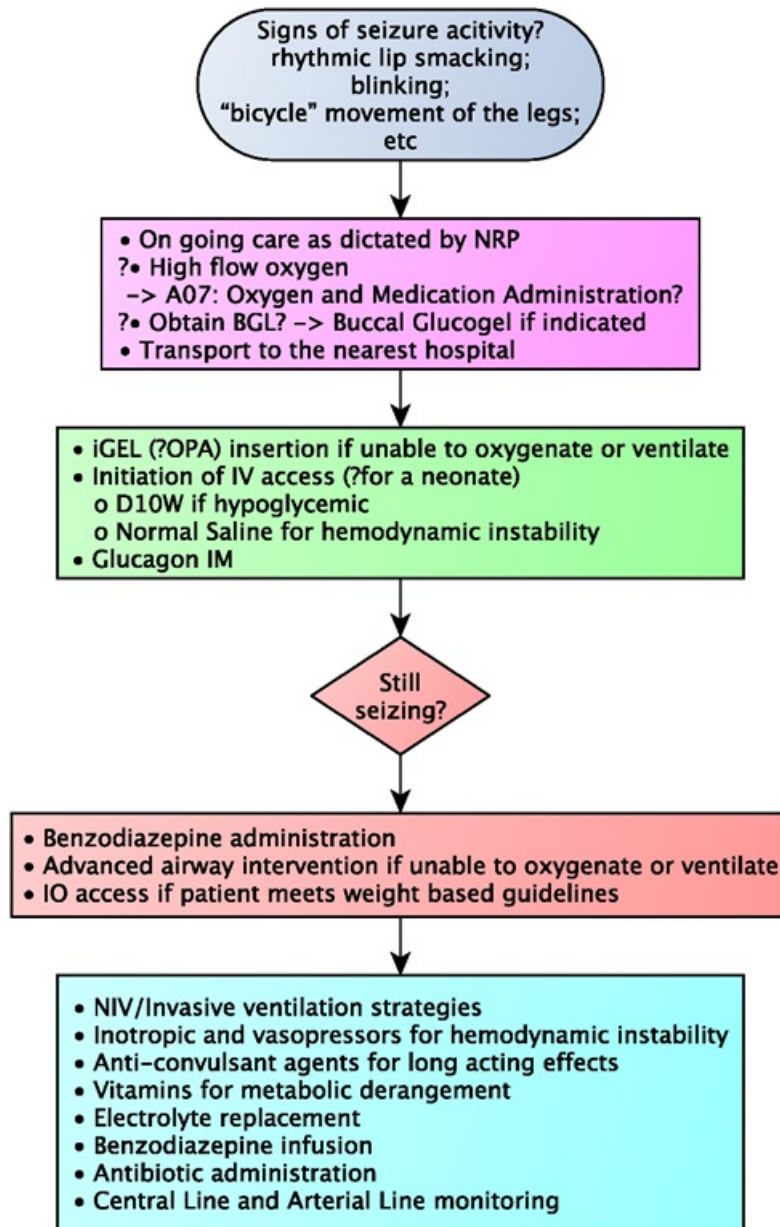 Signs of seizure acitivity?
rhythmic lip smacking;
blinking;
“bicycle” movement of the legs;
etc
• On going care as dictated by NRP
?• High flow oxygen
-> A07: Oxygen and Medication Administration?
?• Obtain BGL? -> Buccal Glucogel if indicated
• Transport to the nearest hospital
• iGEL (?OPA) insertion if unable to oxygenate or ventilate
• Initiation of IV access (?for a neonate)
o D10W if hypoglycemic
o Normal Saline for hemodynamic instability
• Glucagon IM
Still
seizing?
• Benzodiazepine administration
• Advanced airway intervention if unable to oxygenate or ventilate
• IO access if patient meets weight based guidelines
• NIV/Invasive ventilation strategies
• Inotropic and vasopressors for hemodynamic instability
• Anti-convulsant agents for long acting effects
• Vitamins for metabolic derangement
• Electrolyte replacement
• Benzodiazepine infusion
• Antibiotic administration
• Central Line and Arterial Line monitoring